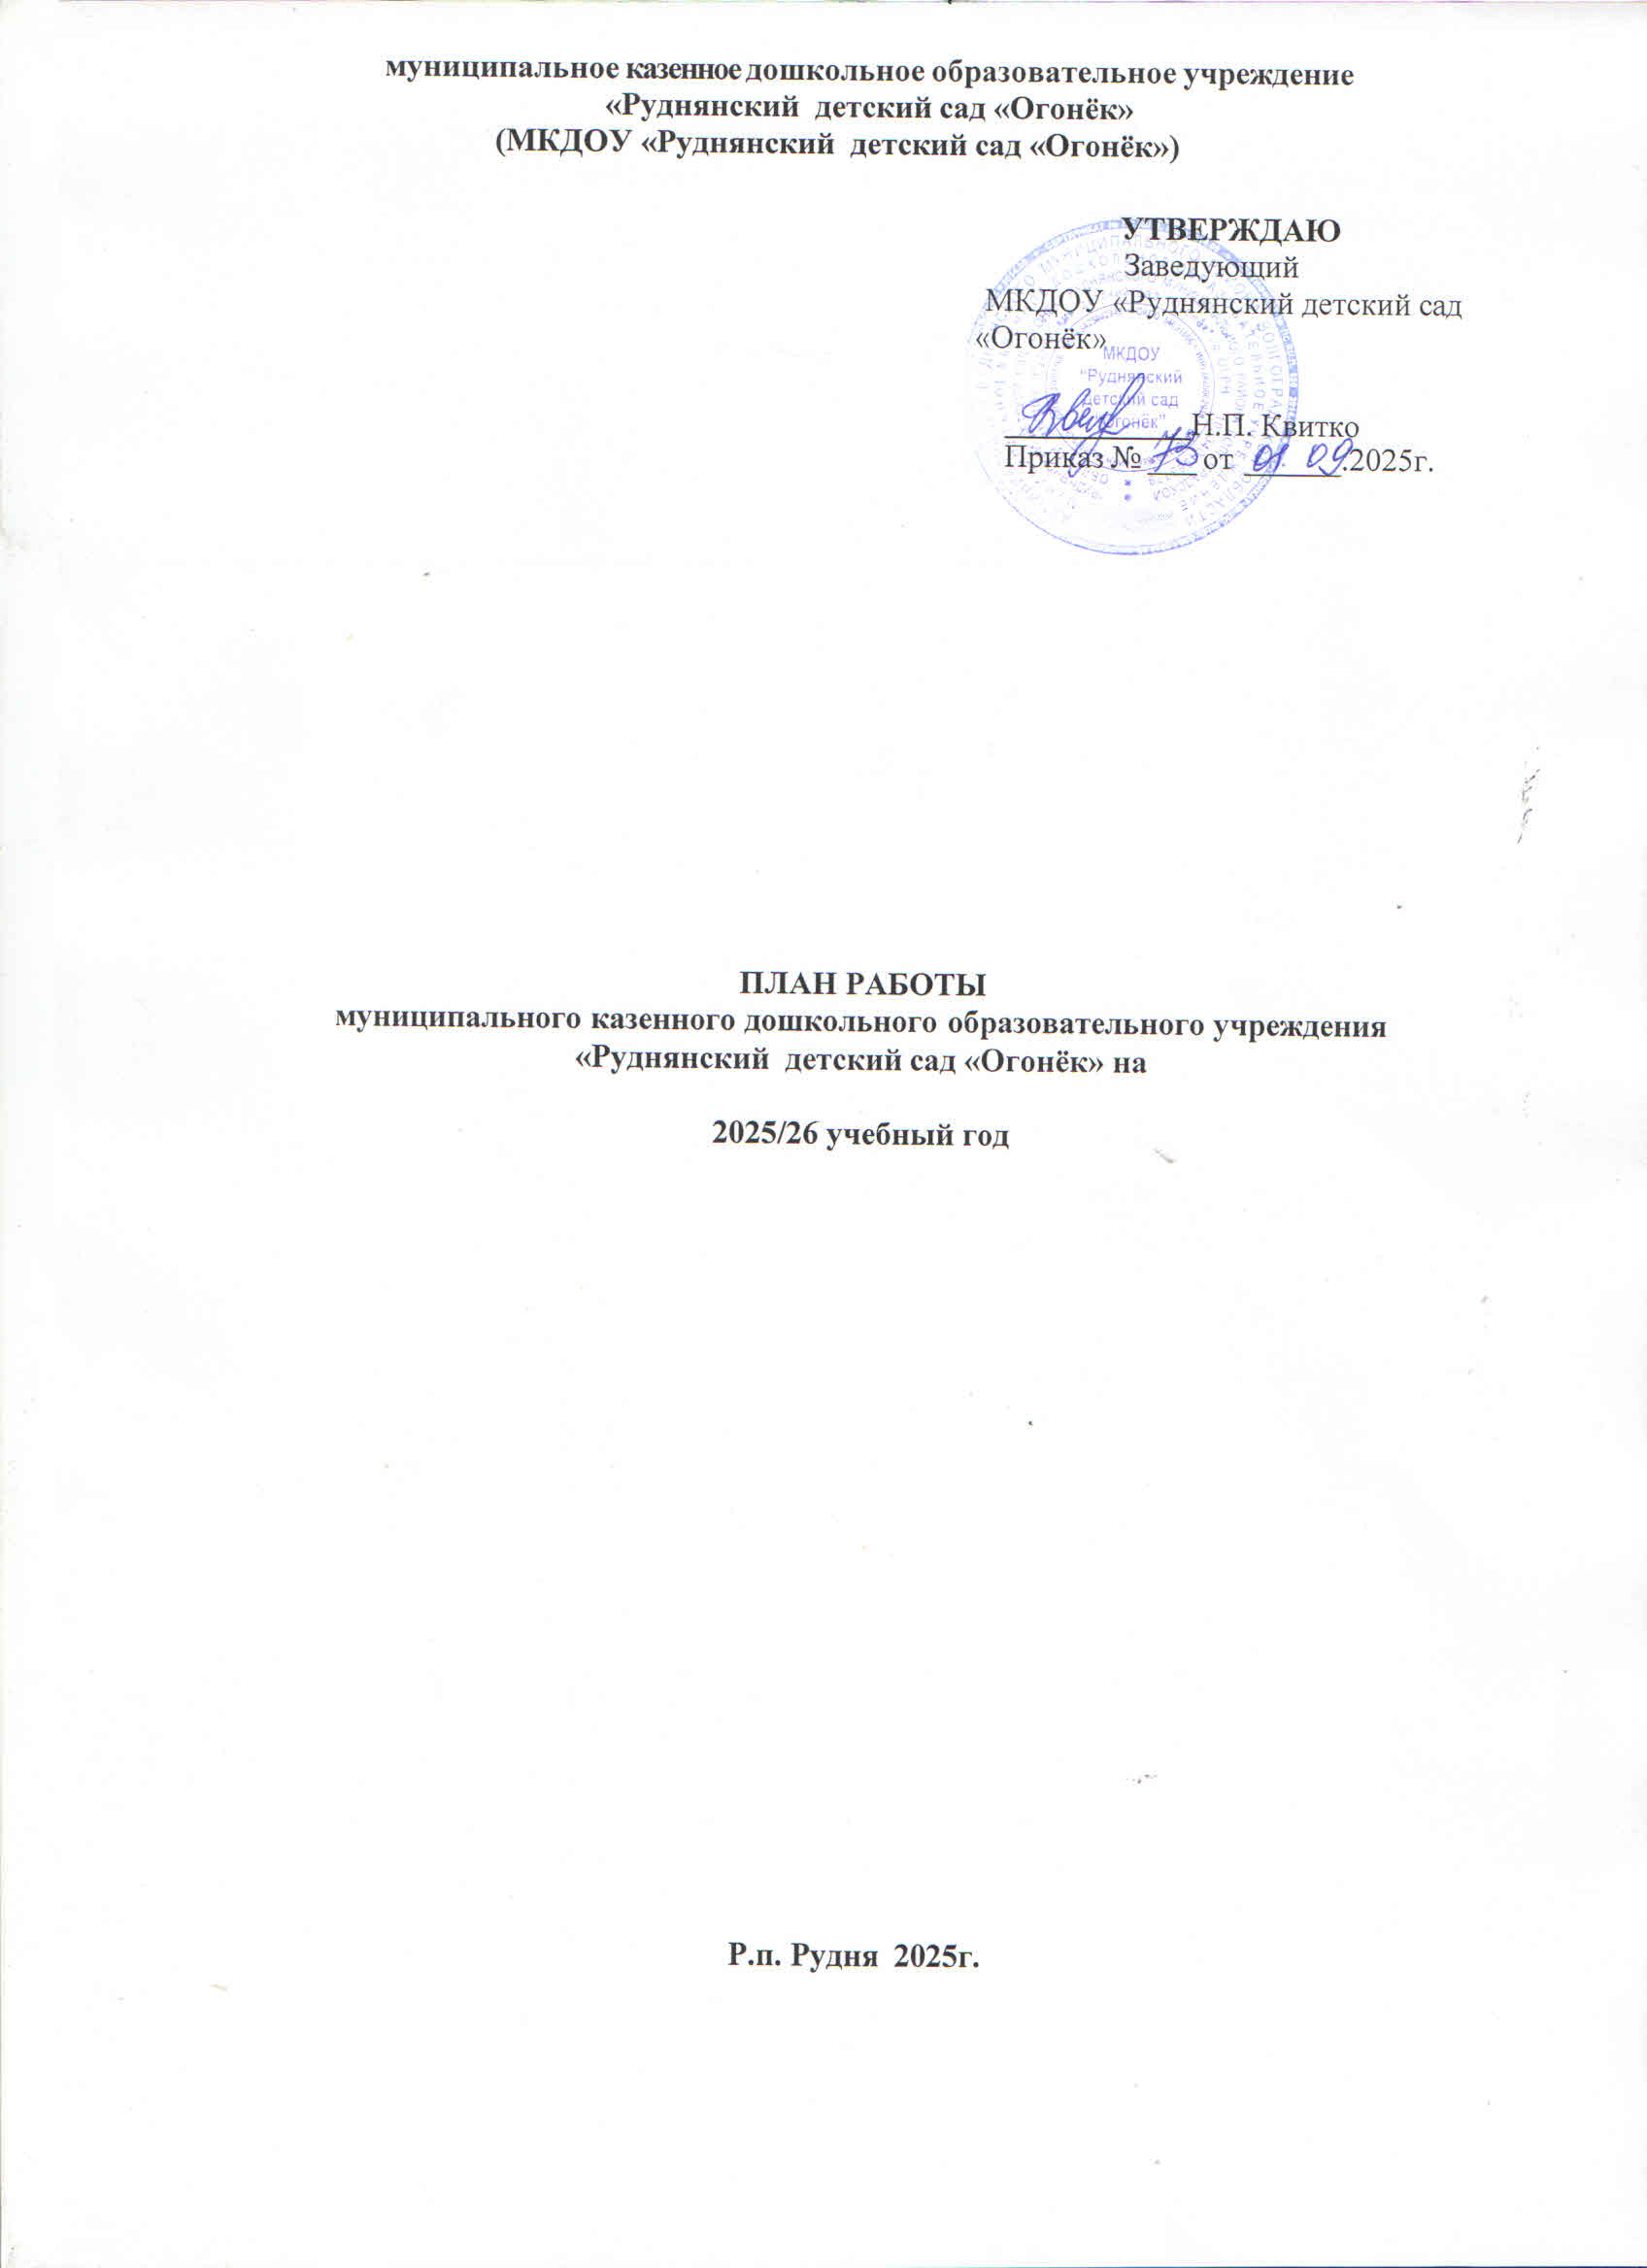 муниципальное казенное дошкольное образовательное учреждение
«Руднянский детский сад «Огонёк»
(МКДОУ «Руднянский детский сад «Огонёк»)
УТВЕРЖДАЮ
Заведующий
МКДОУ «Руднянский детский сад
«Огонёк»
МКДОУ
"Руднянский
детский сад
Огонёк"
Н.П. Квитко
Приказ № 73 от 01 09.2025г.
ПЛАН РАБОТЫ
муниципального казенного дошкольного образовательного учреждения
«Руднянский детский сад «Огонёк» на
2025/26 учебный год
Р.п. Рудня 2025г.